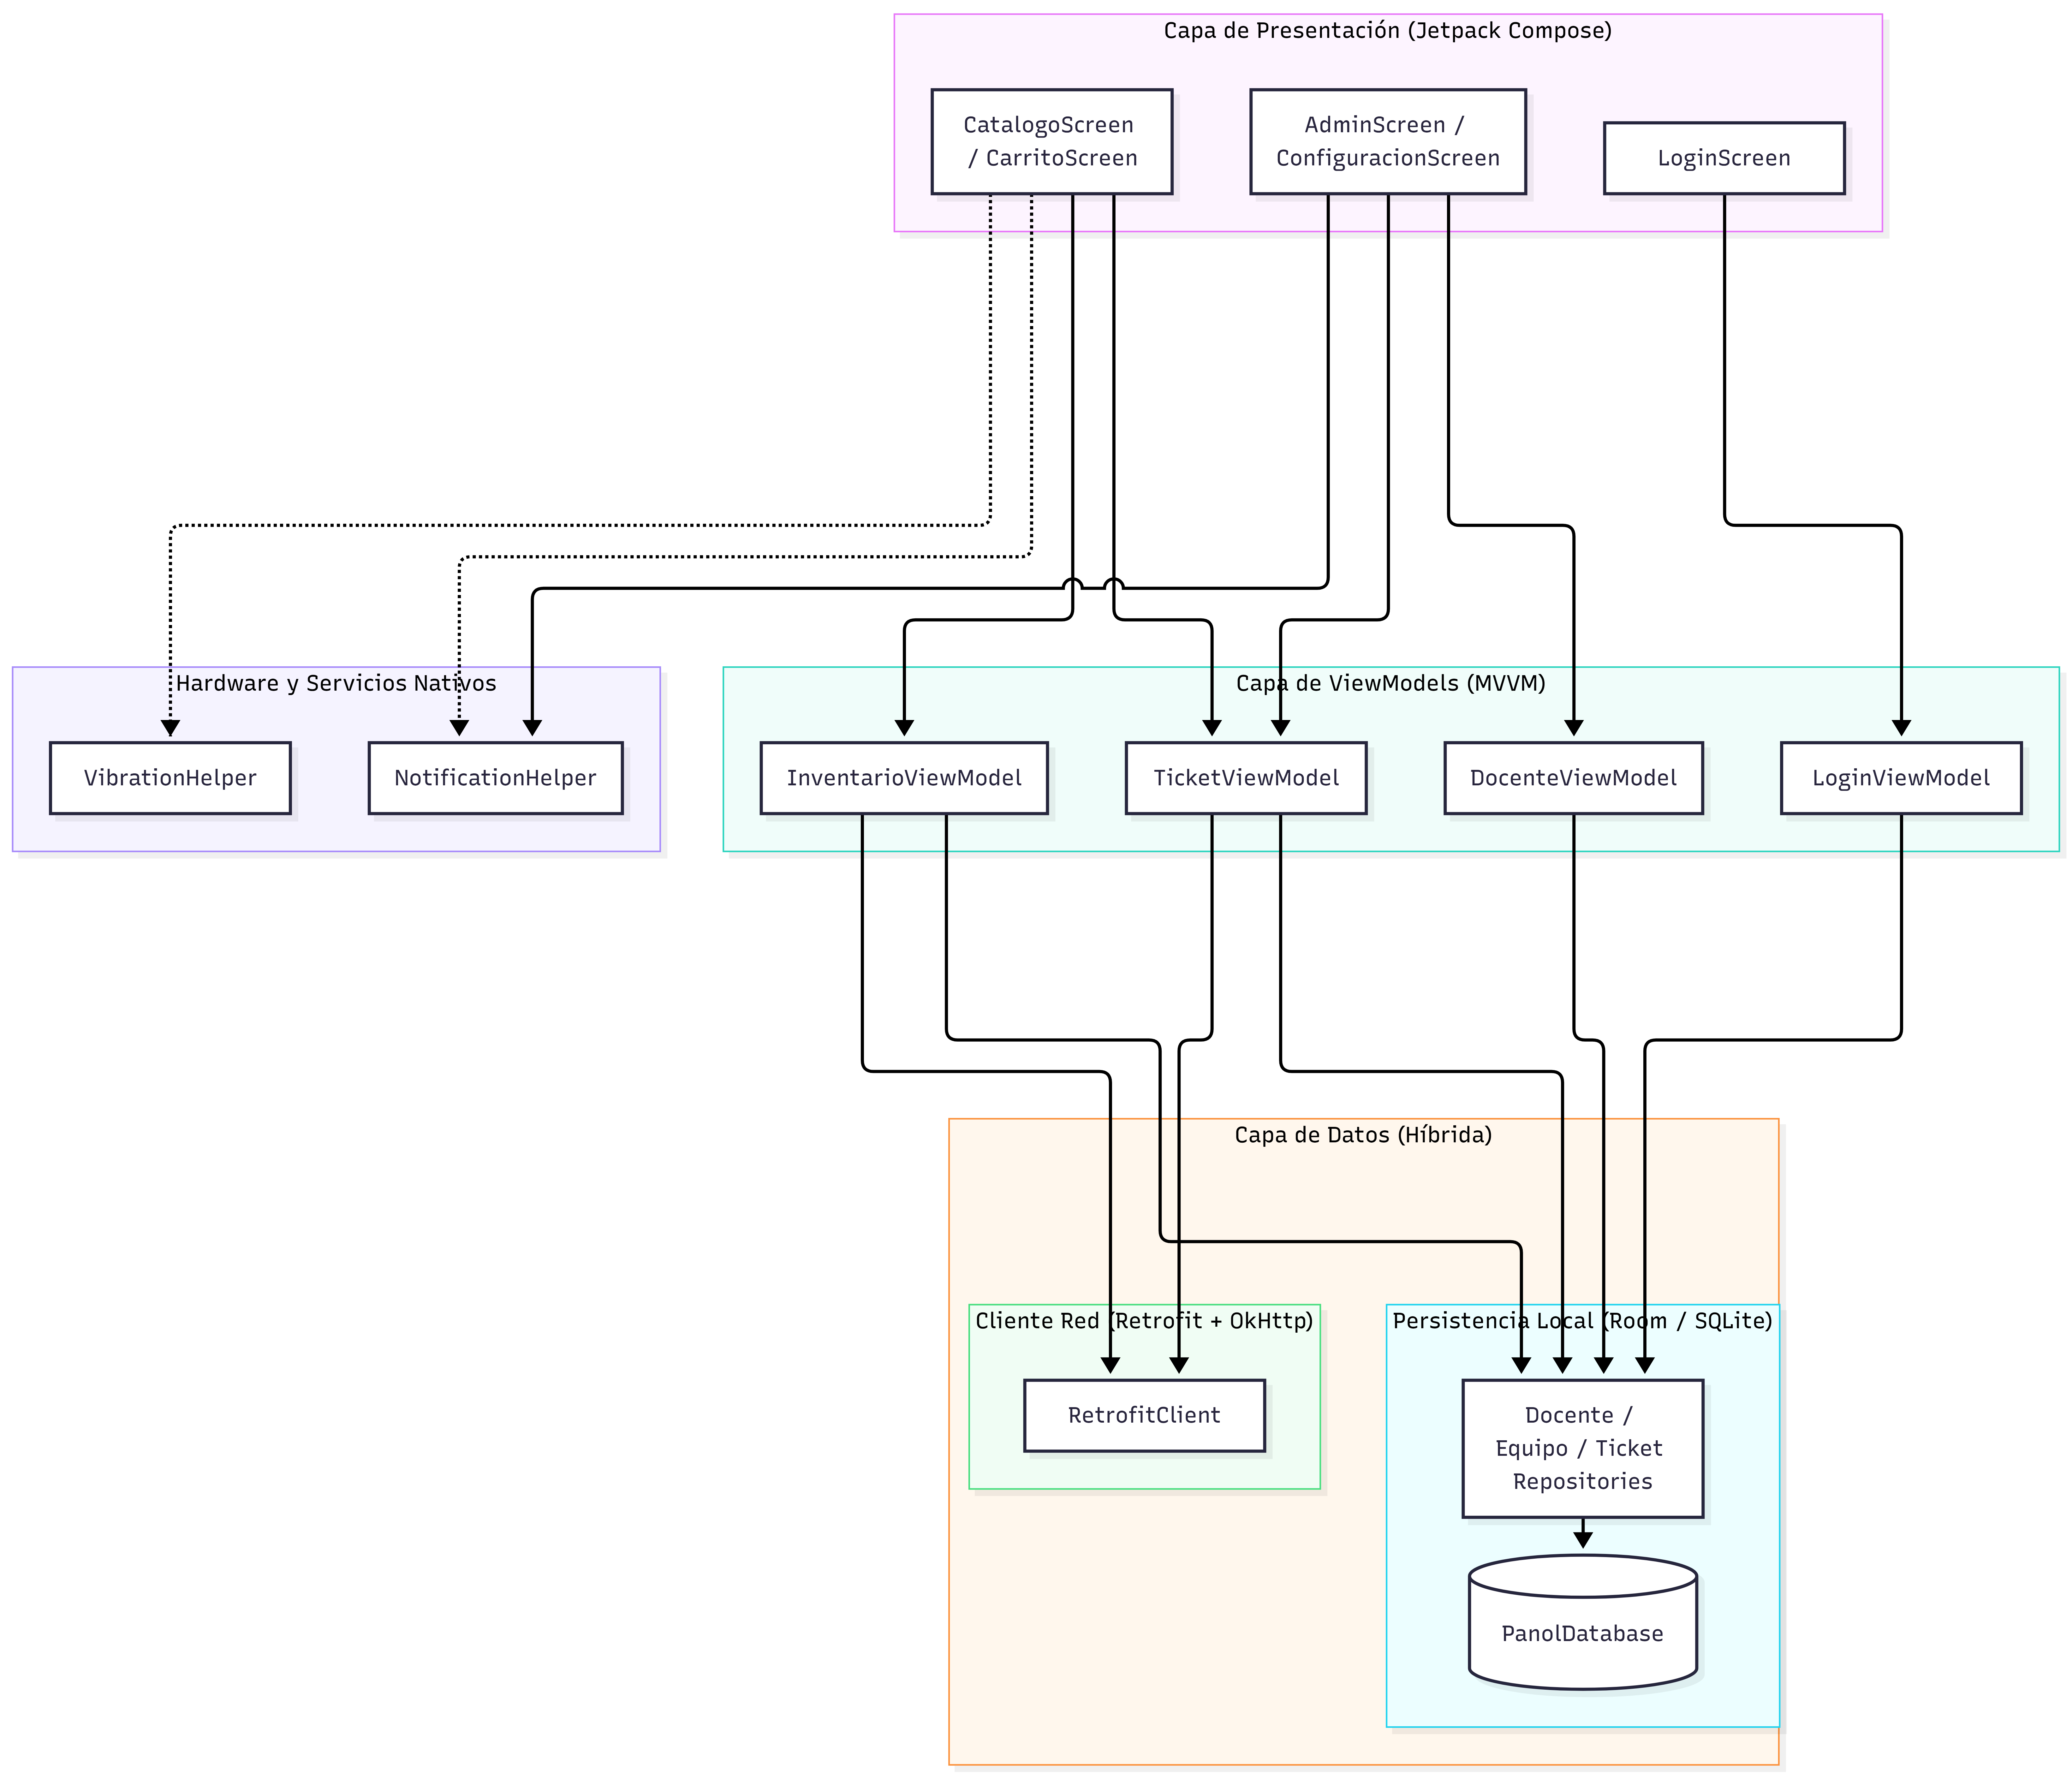 Capa de Presentación (Jetpack Compose)
CatalogoScreen
/ CarritoScreen
AdminScreen /
ConfiguracionScreen
LoginScreen
Hardware y Servicios Nativos
VibrationHelper
NotificationHelper
Capa de ViewModels (MVVM)
InventarioViewModel
TicketViewModel
DocenteViewModel
LoginViewModel
Capa de Datos (Híbrida)
Cliente Red (Retrofit + OkHttp)
RetrofitClient
Persistencia Local (Room / SQLite)
Docente /
Equipo / Ticket
Repositories
PanolDatabase